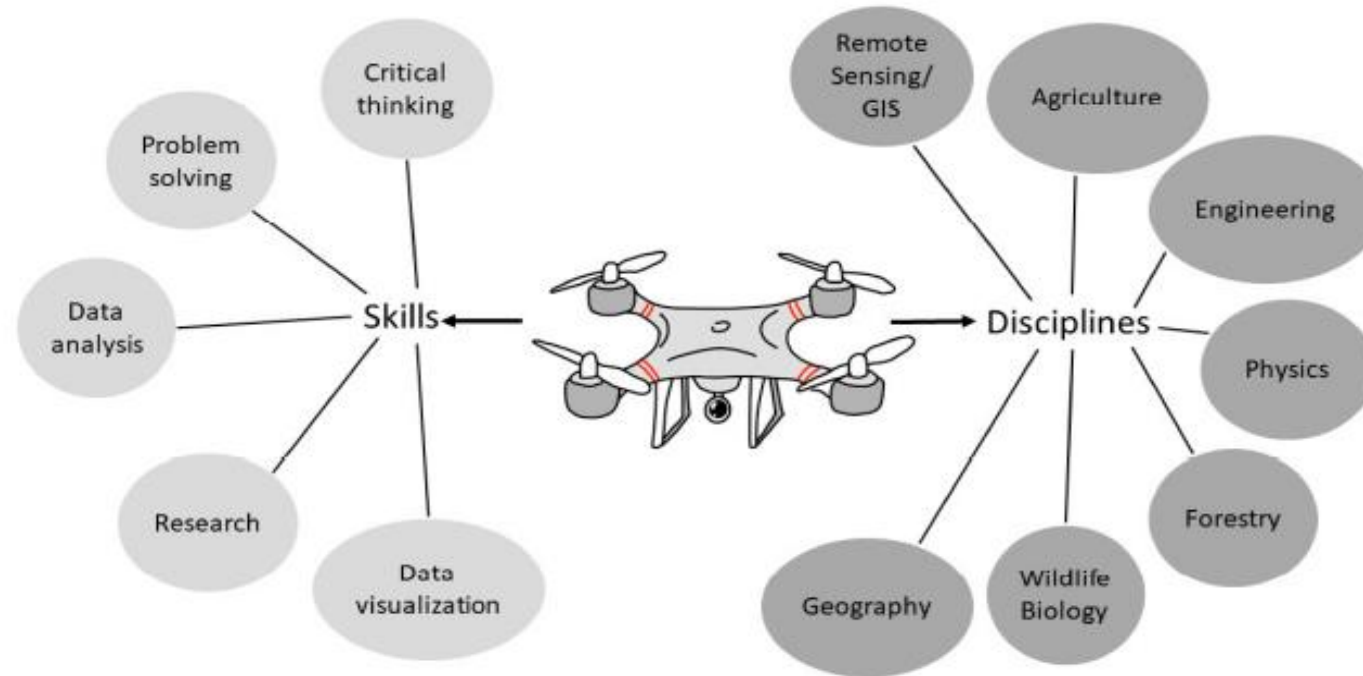 Critical
thinking
Problem
solving
Data
analysis
Skills
Research
Data
visualization
Remote
Sensing/
GIS
Agriculture
Engineering
Disciplines
Physics
Forestry
Wildlife
Biology
Geography